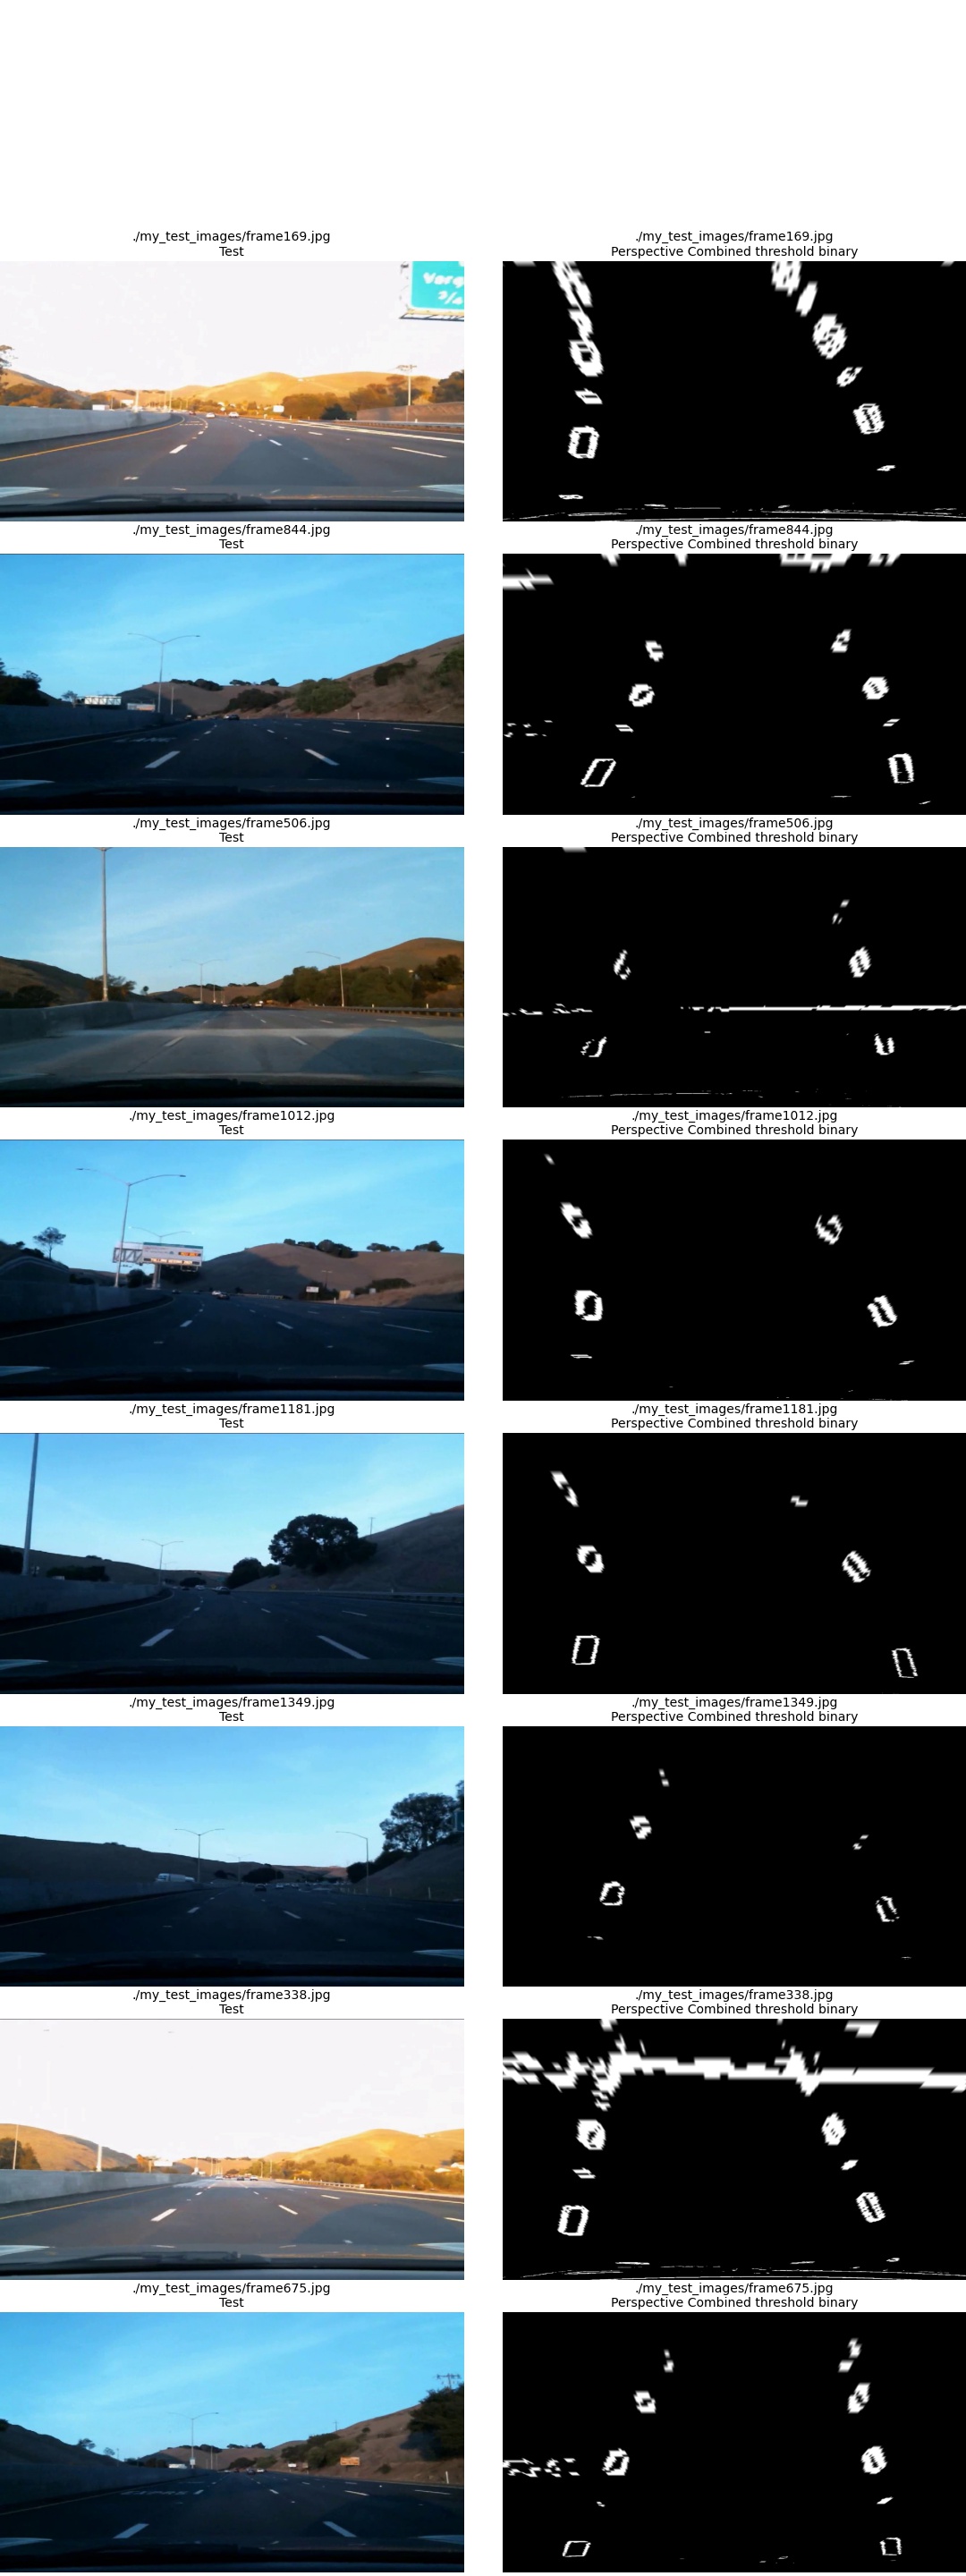 ./my_test_images/frame169.jpg
Test
./my_test_images/frame169.jpg
Perspective Combined threshold binary
./my_test_images/frame844.jpg
Test
./my_test_images/frame844.jpg
Perspective Combined threshold binary
./my_test_images/frame506.jpg
Test
./my_test_images/frame506.jpg
Perspective Combined threshold binary
./my_test_images/frame1012.jpg
Test
./my_test_images/frame1012.jpg
Perspective Combined threshold binary
./my_test_images/frame1181.jpg
Test
./my_test_images/frame1181.jpg
Perspective Combined threshold binary
./my_test_images/frame1349.jpg
Test
./my_test_images/frame1349.jpg
Perspective Combined threshold binary
./my_test_images/frame338.jpg
Test
./my_test_images/frame338.jpg
Perspective Combined threshold binary
./my_test_images/frame675.jpg
Test
./my_test_images/frame675.jpg
Perspective Combined threshold binary